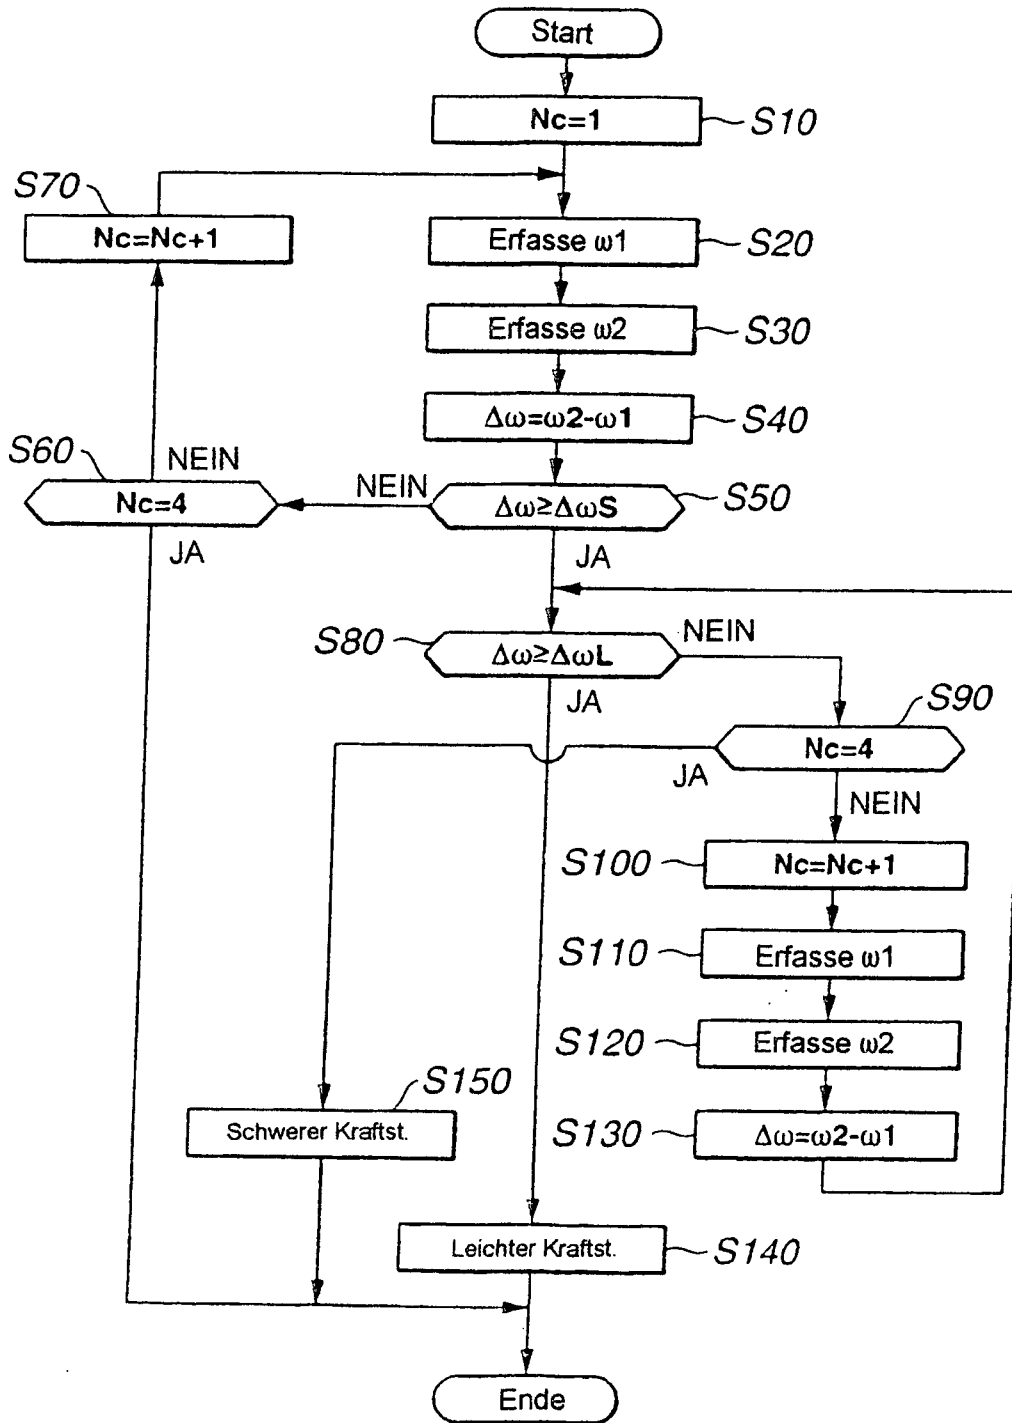 Start
Nc=1
S10
S70
Nc=Nc+1
Erfasse ω1
S20
Erfasse ω2
S30
Δω=ω2-ω1
S40
S60
NEIN
Nc=4
JA
NEIN
Δω≥ΔωS
S50
JA
S80
Δω≥ΔωL
NEIN
JA
S90
Nc=4
JA
NEIN
S100
Nc=Nc+1
S110
Erfasse ω1
S120
Erfasse ω2
S150
Schwerer Kraftst.
S130
Δω=ω2-ω1
Leichter Kraftst.
S140
Ende